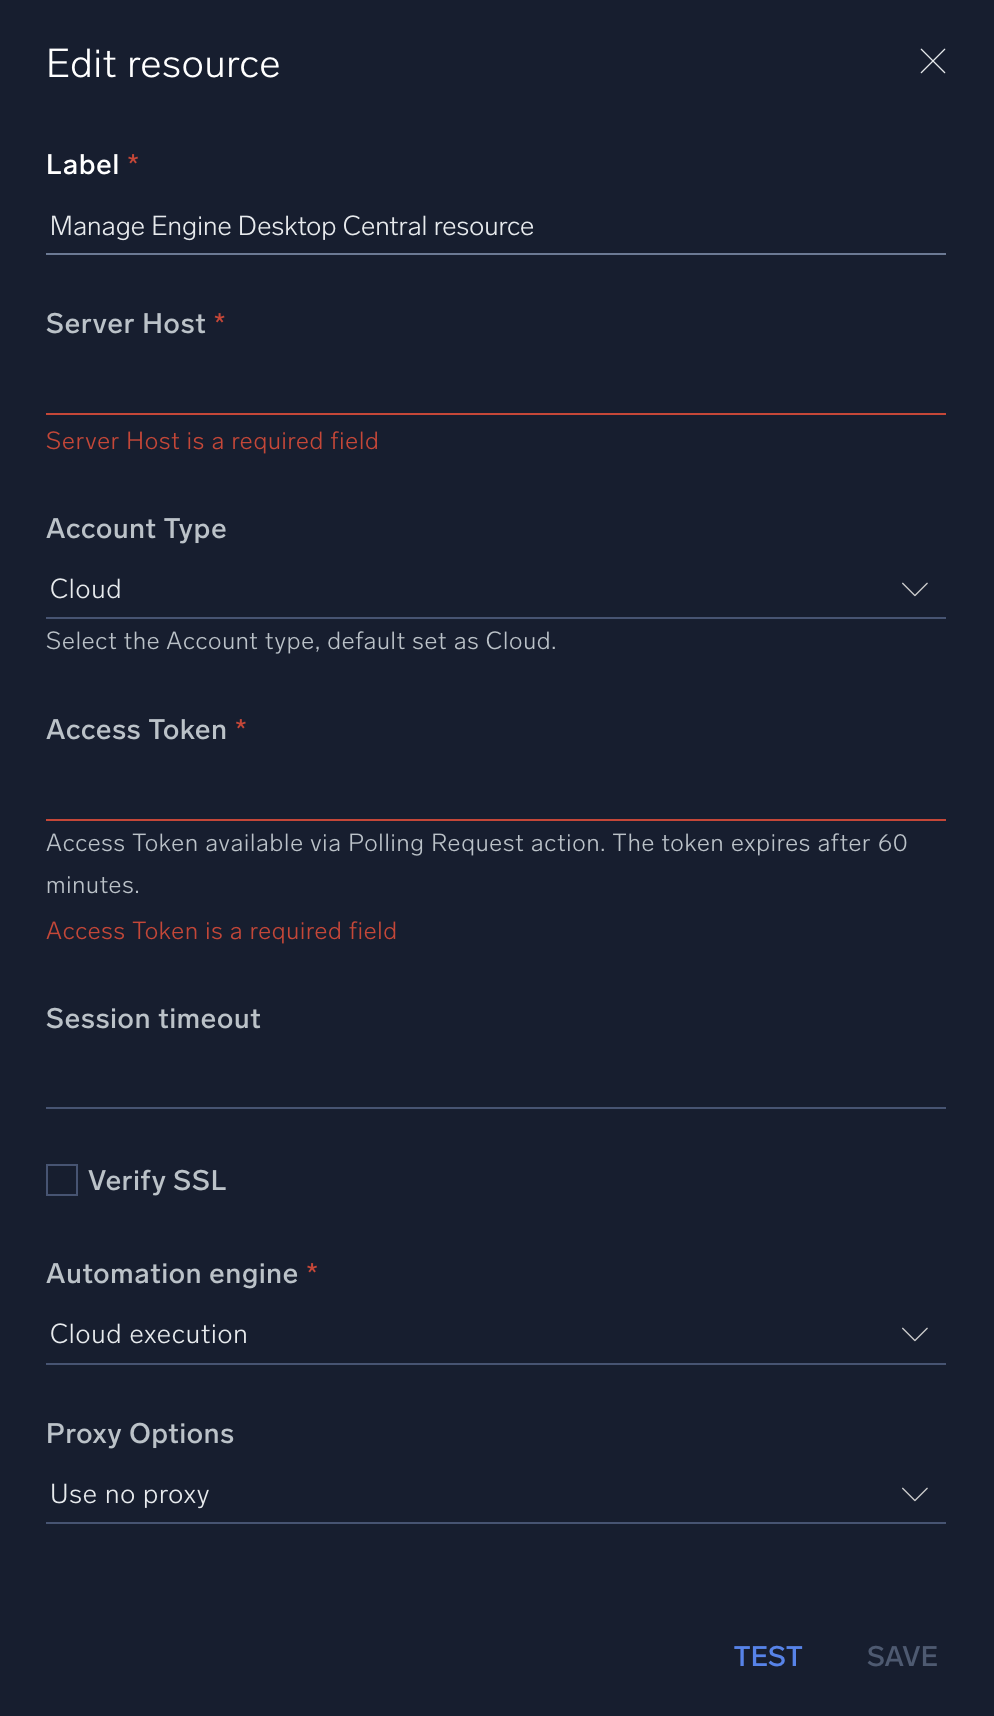 Edit resource
Label *
Manage Engine Desktop Central resource
Server Host *
Server Host is a required field
Account Type
Cloud
Select the Account type, default set as Cloud.
Access Token *
Access Token available via Polling Request action. The token expires after 60
minutes.
Access Token is a required field
Session timeout
Verify SSL
Automation engine *
Cloud execution
Proxy Options
Use no proxy
TEST SAVE